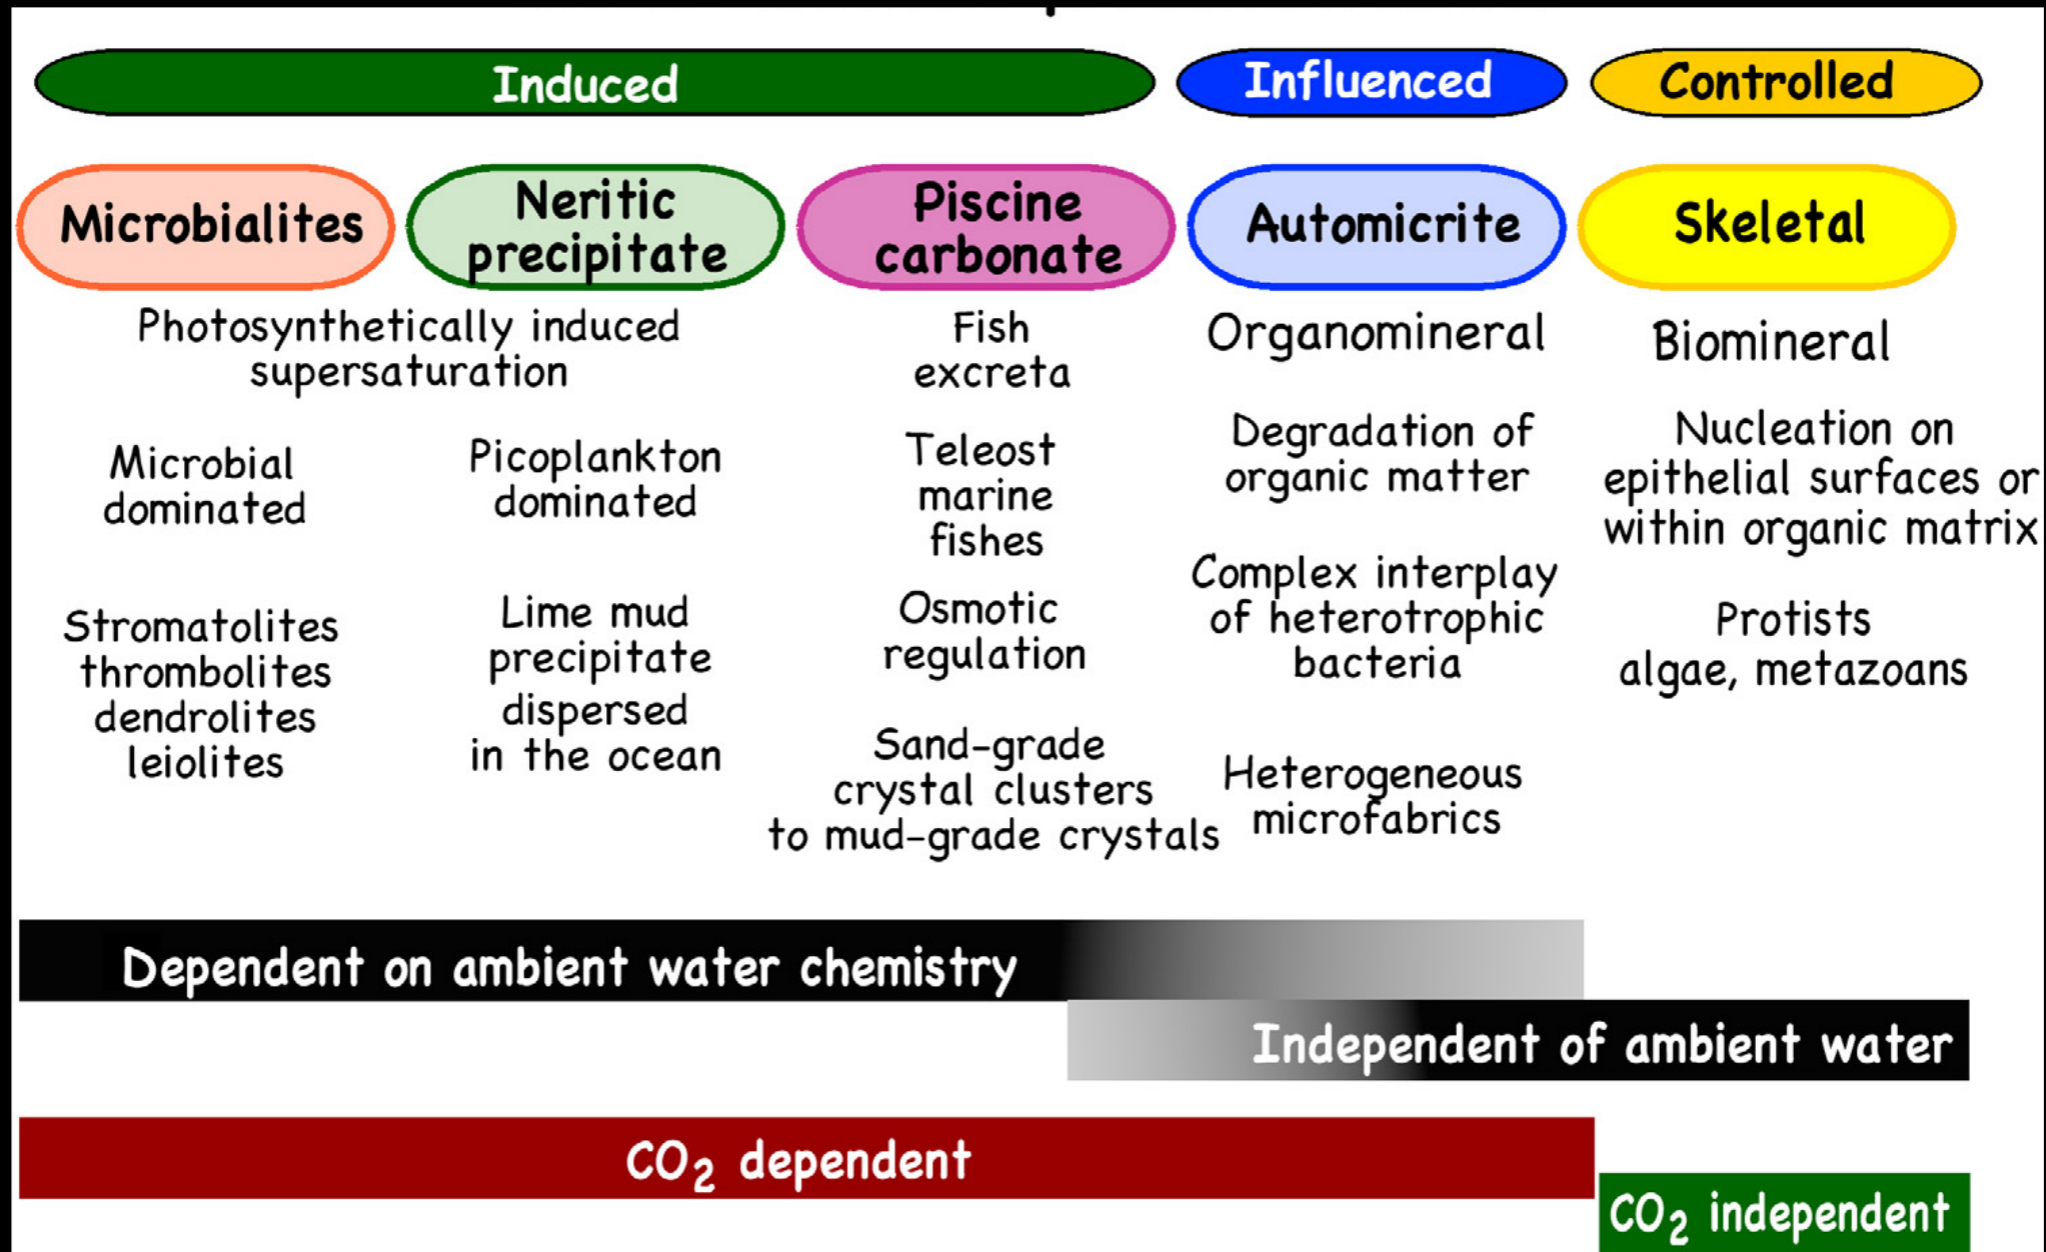 Induced
Influenced
Controlled
Microbialites
Neritic
precipitate
Piscine
carbonate
Automicrite
Skeletal
Photosynthetically induced
supersaturation
Microbial
dominated
Stromatolites
thrombolites
dendrolites
leiolites
Picoplankton
dominated
Lime mud
precipitate
dispersed
in the ocean
Fish
excreta
Teleost
marine
fishes
Osmotic
regulation
Sand-grade
crystal clusters
to mud-grade crystals
Organomineral
Degradation of
organic matter
Complex interplay
of heterotrophic
bacteria
Heterogeneous
microfabrics
Biomineral
Nucleation on
epithelial surfaces or
within organic matrix
Protists
algae, metazoans
Dependent on ambient water chemistry
Independent of ambient water
CO₂ dependent
CO₂ independent